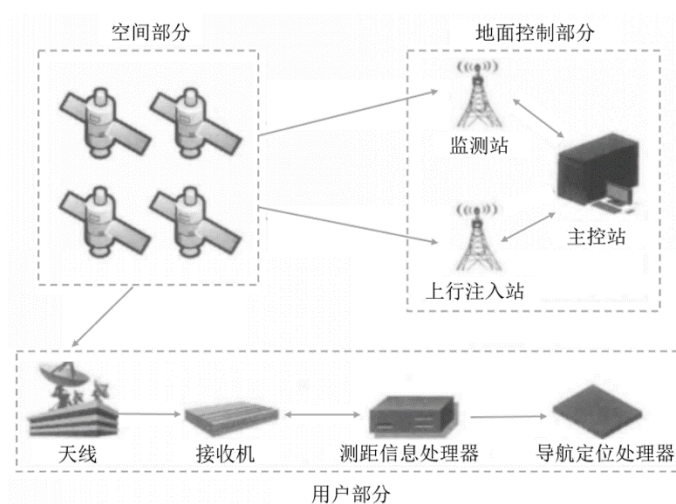 空间部分
地面控制部分
监测站
主控站
上行注入站
天线
接收机
测距信息处理器
导航定位处理器
用户部分